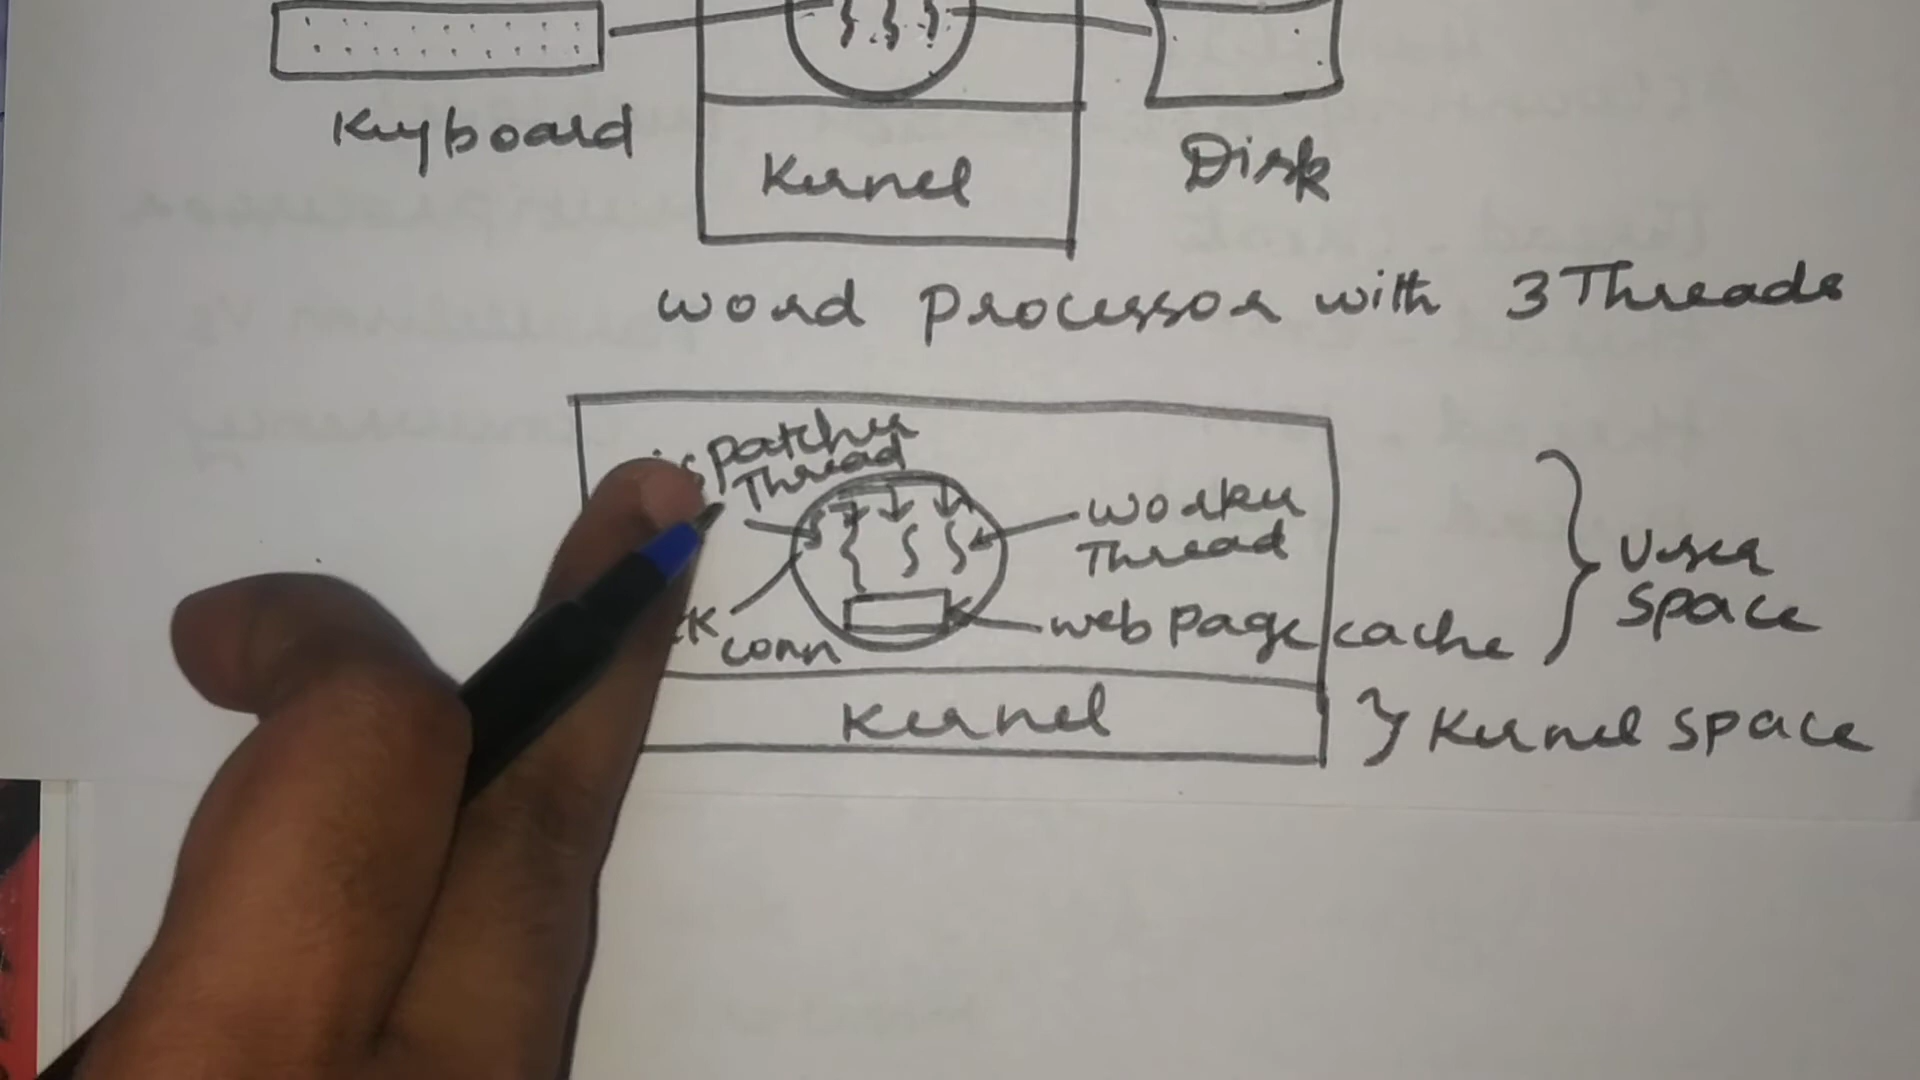 Keyboard
Kernel
Disk
word processor with 3 Threads
patcher
Thread
worker
Thread
conn
web page cache
User
space
Kernel
Kernel space